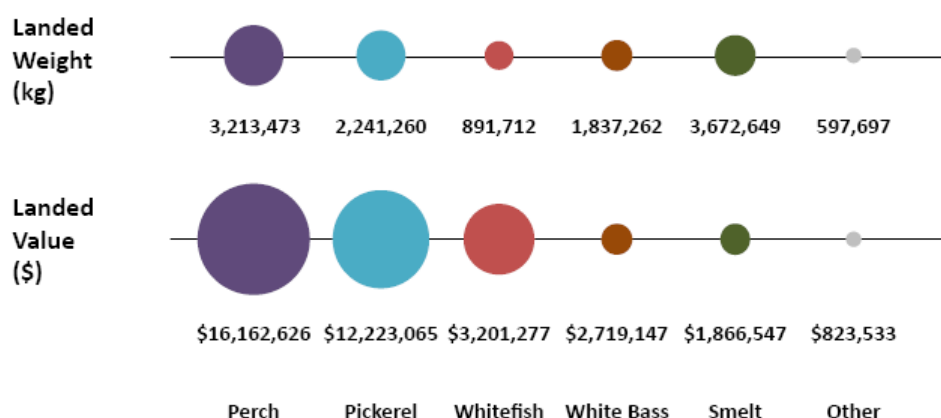 Landed
Weight
(kg)
3,213,473 2,241,260 891,712 1,837,262 3,672,649 597,697
Landed
Value
($)
$16,162,626 $12,223,065 $3,201,277 $2,719,147 $1,866,547 $823,533
Perch Pickerel Whitefish White Bass Smelt Other